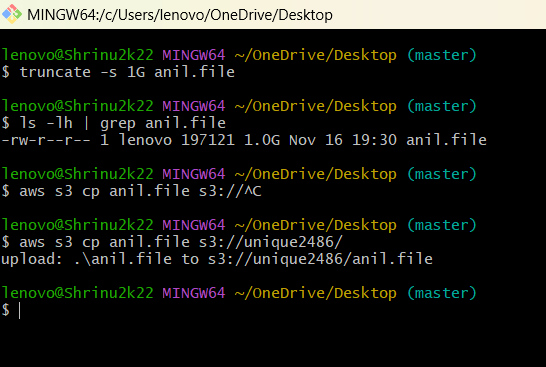 MINGW64:/c/Users/lenovo/OneDrive/Desktop
lenovo@Shrinu2k22 MINGW64 ~/OneDrive/Desktop (master)
$ truncate -s 1G anil.file
lenovo@Shrinu2k22 MINGW64 ~/OneDrive/Desktop (master)
$ ls -lh | grep anil.file
-rw-r--r-- 1 lenovo 197121 1.0G Nov 16 19:30 anil.file
lenovo@Shrinu2k22 MINGW64 ~/OneDrive/Desktop (master)
$ aws s3 cp anil.file s3://^C
lenovo@Shrinu2k22 MINGW64 ~/OneDrive/Desktop (master)
$ aws s3 cp anil.file s3://unique2486/
upload: .\anil.file to s3://unique2486/anil.file
lenovo@Shrinu2k22 MINGW64 ~/OneDrive/Desktop (master)
$